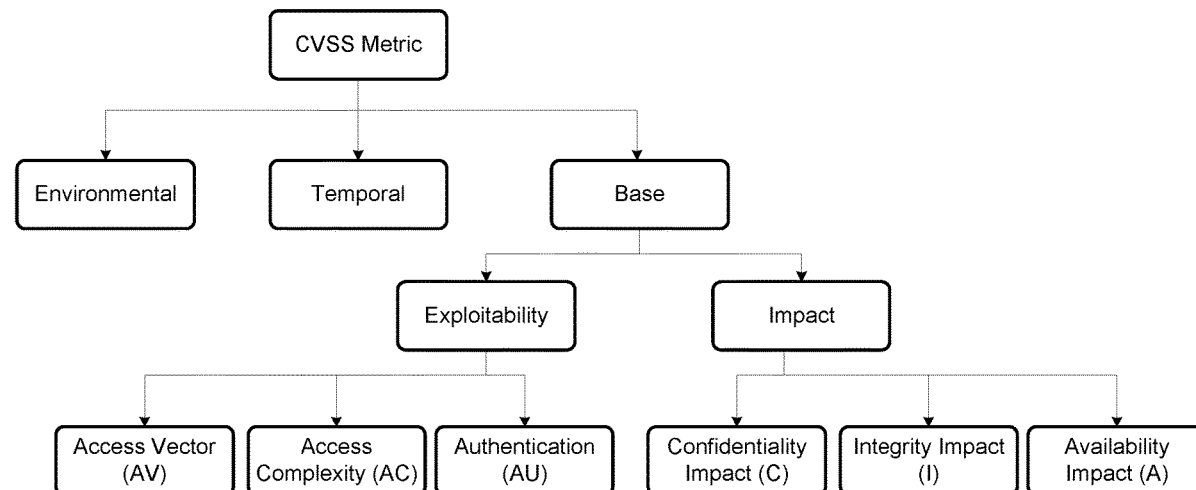 CVSS Metric
Environmental
Temporal
Base
Exploitability
Impact
Access Vector
(AV)
Access
Complexity (AC)
Authentication
(AU)
Confidentiality
Impact (C)
Integrity Impact
(I)
Availability
Impact (A)